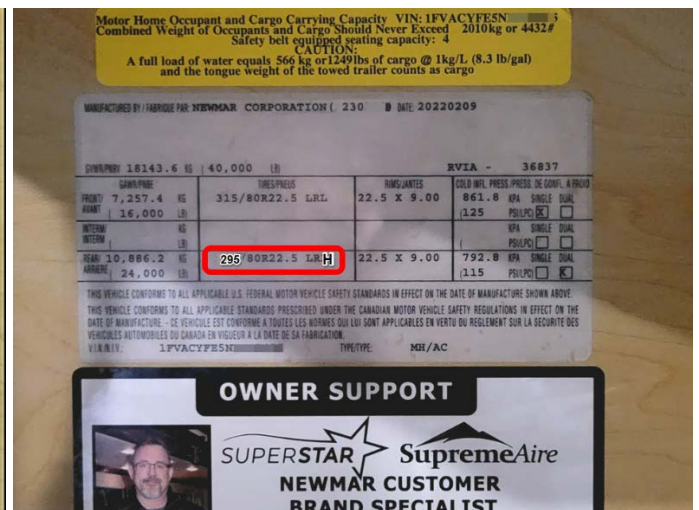 Motor Home Occupant and Cargo Carrying Capacity VIN: 1FVACYFE5N
Combined Weight of Occupants and Cargo Should Never Exceed 2010kg or 4432#
Safety belt equipped seating capacity: 4
CAUTION:
A full load of water equals 566 kg or1249lbs of cargo @ 1kg/L (8.3 lb/gal)
and the tongue weight of the towed trailer counts as cargo
MANUFACTURED BY / FABRIQUE PAR: NEWMAR CORPORATION( 230 B DATE: 20220209
GVWR/PNBV 18143.6 KG ( 40,000 LB) RVIA - 36837
GAWR/PNBE TIRES/PNEUS RIMS/JANTES COLD INFL. PRESS./PRESS. DE GONFL. A FROID
FRONT/ 7,257.4 KG 315/80R22.5 LRL 22.5 X 9.00 861.8 KPA SINGLE DUAL
AVANT ( 16,000 LB) (125 PSI/LPC) X
INTERM/ KG KPA SINGLE DUAL
INTERM ( LB) ( PSI/LPC)
REAR/ 10,886.2 KG 295/80R22.5 LRH 22.5 X 9.00 792.8 KPA SINGLE DUAL
ARRIERE ( 24,000 LB) (115 PSI/LPC) X
THIS VEHICLE CONFORMS TO ALL APPLICABLE U.S. FEDERAL MOTOR VEHICLE SAFETY STANDARDS IN EFFECT ON THE DATE OF MANUFACTURE SHOWN ABOVE.
THIS VEHICLE CONFORMS TO ALL APPLICABLE STANDARDS PRESCRIBED UNDER THE CANADIAN MOTOR VEHICLE SAFETY REGULATIONS IN EFFECT ON THE
DATE OF MANUFACTURE. - CE VEHICULE EST CONFORME A TOUTES LES NORMES QUI LUI SONT APPLICABLES EN VERTU DU REGLEMENT SUR LA SECURITE DES
VEHICULES AUTOMOBILES DU CANADA EN VIGUEUR A LA DATE DE SA FABRICATION.
V.I.N./N.I.V.: 1FVACYFE5N TYPE/TYPE: MH/AC
OWNER SUPPORT
SUPERSTAR SupremeAire
NEWMAR CUSTOMER
BRAND SPECIALIST